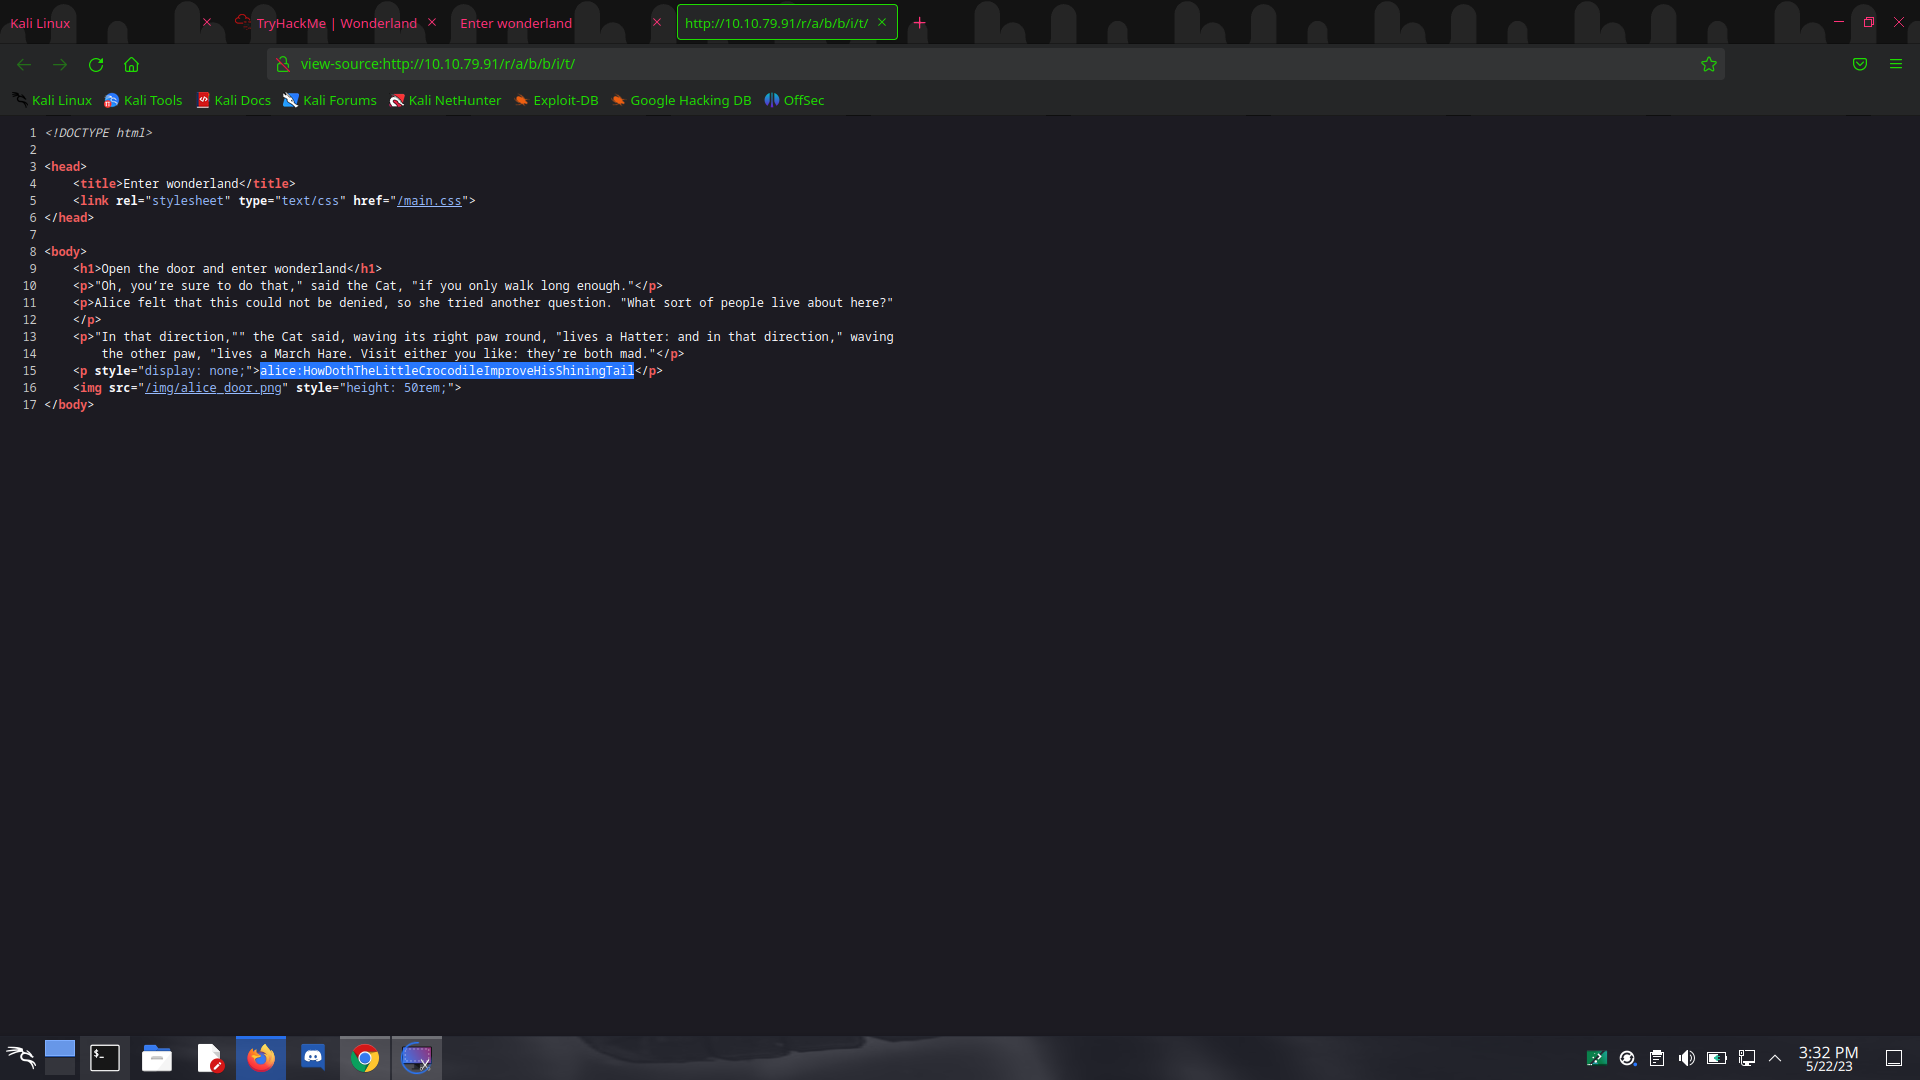 Kali Linux
TryHackMe | Wonderland
Enter wonderland
http://10.10.79.91/r/a/b/b/i/t/
view-source:http://10.10.79.91/r/a/b/b/i/t/
Kali Linux Kali Tools Kali Docs Kali Forums Kali NetHunter Exploit-DB Google Hacking DB OffSec
1 <!DOCTYPE html>
2
3 <head>
4     <title>Enter wonderland</title>
5     <link rel="stylesheet" type="text/css" href="/main.css">
6 </head>
7
8 <body>
9     <h1>Open the door and enter wonderland</h1>
10     <p>"Oh, you’re sure to do that," said the Cat, "if you only walk long enough."</p>
11     <p>Alice felt that this could not be denied, so she tried another question. "What sort of people live about here?"
12     </p>
13     <p>"In that direction,"" the Cat said, waving its right paw round, "lives a Hatter: and in that direction," waving
14         the other paw, "lives a March Hare. Visit either you like: they’re both mad."</p>
15     <p style="display: none;">alice:HowDothTheLittleCrocodileImproveHisShiningTail</p>
16     <img src="/img/alice_door.png" style="height: 50rem;">
17 </body>
3:32 PM
5/22/23